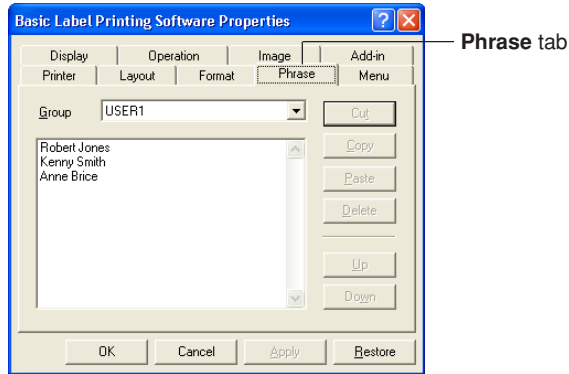 Basic Label Printing Software Properties
Phrase tab
Display Operation Image Add-in
Printer Layout Format Phrase Menu
Group USER1 Cut
Robert Jones
Kenny Smith
Anne Brice
Copy
Paste
Delete
Up
Down
OK Cancel Apply Restore